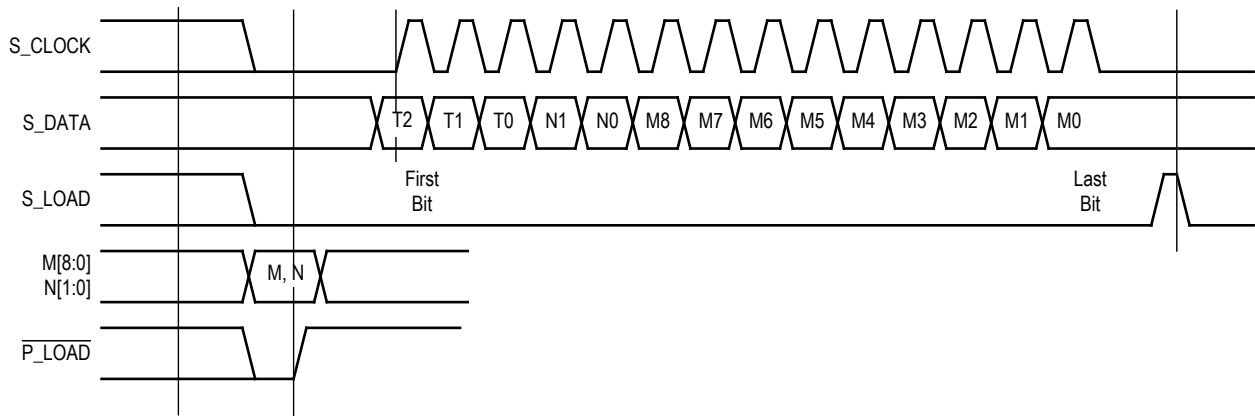 S_CLOCK
S_DATA
T2 T1 T0 N1 N0 M8 M7 M6 M5 M4 M3 M2 M1 M0
First
Bit
Last
Bit
S_LOAD
M[8:0]
N[1:0]
M, N
P_LOAD